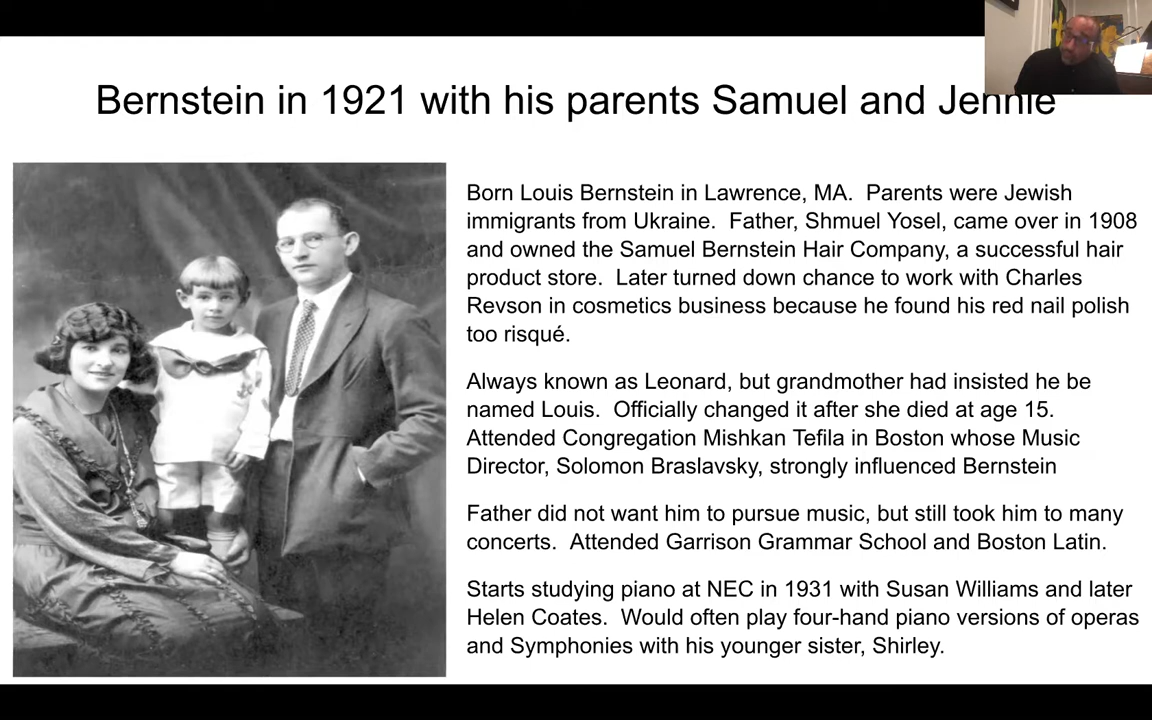 Bernstein in 1921 with his parents Samuel and Jennie
Born Louis Bernstein in Lawrence, MA.  Parents were Jewish
immigrants from Ukraine.  Father, Shmuel Yosel, came over in 1908
and owned the Samuel Bernstein Hair Company, a successful hair
product store.  Later turned down chance to work with Charles
Revson in cosmetics business because he found his red nail polish
too risqué.
Always known as Leonard, but grandmother had insisted he be
named Louis.  Officially changed it after she died at age 15.
Attended Congregation Mishkan Tefila in Boston whose Music
Director, Solomon Braslavsky, strongly influenced Bernstein
Father did not want him to pursue music, but still took him to many
concerts.  Attended Garrison Grammar School and Boston Latin.
Starts studying piano at NEC in 1931 with Susan Williams and later
Helen Coates.  Would often play four-hand piano versions of operas
and Symphonies with his younger sister, Shirley.